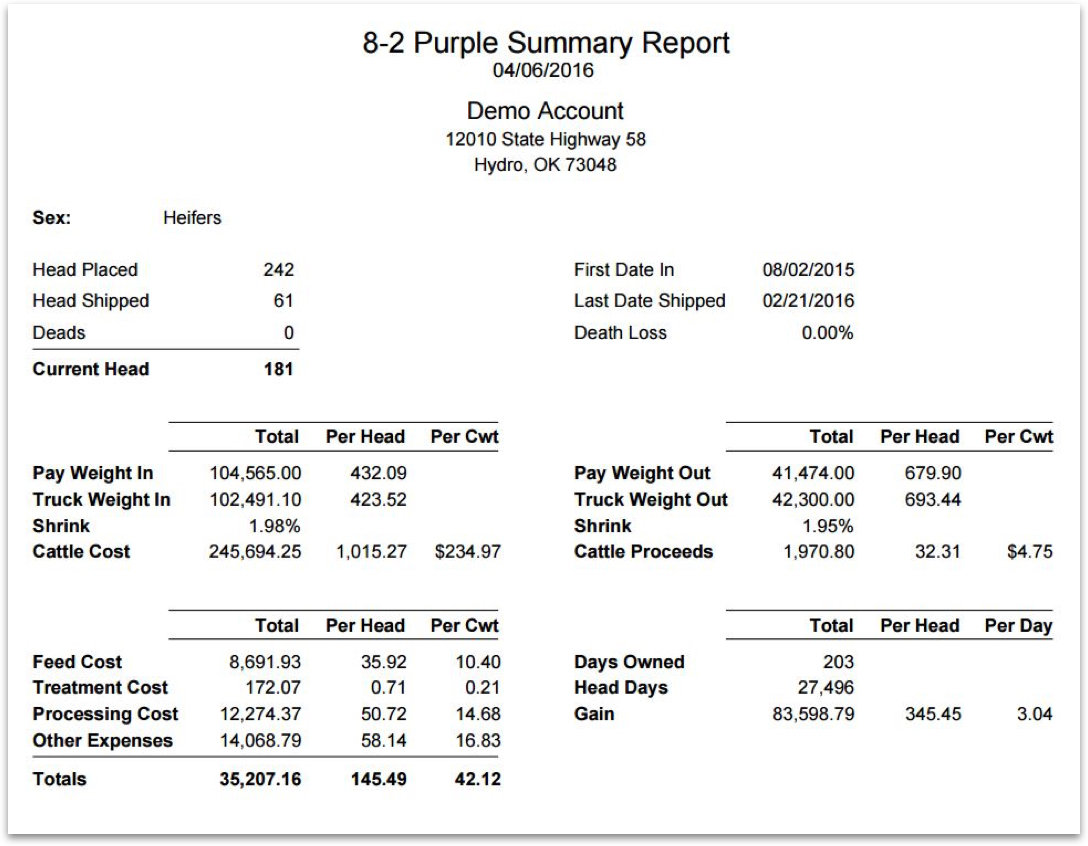 8-2 Purple Summary Report
04/06/2016
Demo Account
12010 State Highway 58
Hydro, OK 73048
Sex: Heifers
Head Placed 242 First Date In 08/02/2015
Head Shipped 61 Last Date Shipped 02/21/2016
Deads 0 Death Loss 0.00%
Current Head 181
Total Per Head Per Cwt Total Per Head Per Cwt
Pay Weight In 104,565.00 432.09 Pay Weight Out 41,474.00 679.90
Truck Weight In 102,491.10 423.52 Truck Weight Out 42,300.00 693.44
Shrink 1.98% Shrink 1.95%
Cattle Cost 245,694.25 1,015.27 $234.97 Cattle Proceeds 1,970.80 32.31 $4.75
Total Per Head Per Cwt Total Per Head Per Day
Feed Cost 8,691.93 35.92 10.40 Days Owned 203
Treatment Cost 172.07 0.71 0.21 Head Days 27,496
Processing Cost 12,274.37 50.72 14.68 Gain 83,598.79 345.45 3.04
Other Expenses 14,068.79 58.14 16.83
Totals 35,207.16 145.49 42.12